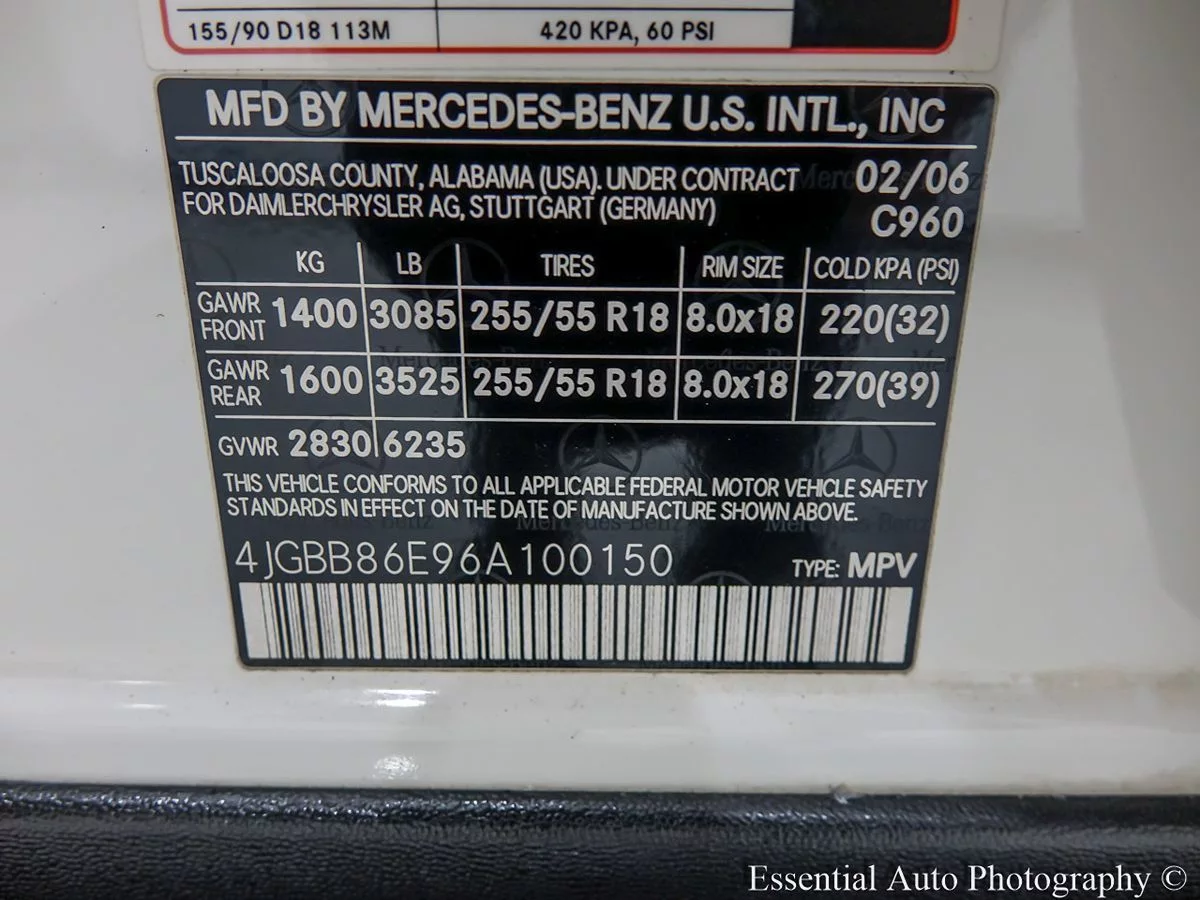 155/90 D18 113M 420 KPA, 60 PSI
MFD BY MERCEDES-BENZ U.S. INTL., INC
TUSCALOOSA COUNTY, ALABAMA (USA). UNDER CONTRACT 02/06
FOR DAIMLERCHRYSLER AG, STUTTGART (GERMANY) C960
KG LB TIRES RIM SIZE COLD KPA (PSI)
GAWR FRONT 1400 3085 255/55 R18 8.0x18 220(32)
GAWR REAR 1600 3525 255/55 R18 8.0x18 270(39)
GVWR 2830 6235
THIS VEHICLE CONFORMS TO ALL APPLICABLE FEDERAL MOTOR VEHICLE SAFETY
STANDARDS IN EFFECT ON THE DATE OF MANUFACTURE SHOWN ABOVE.
4JGBB86E96A100150 TYPE: MPV
Essential Auto Photography ©